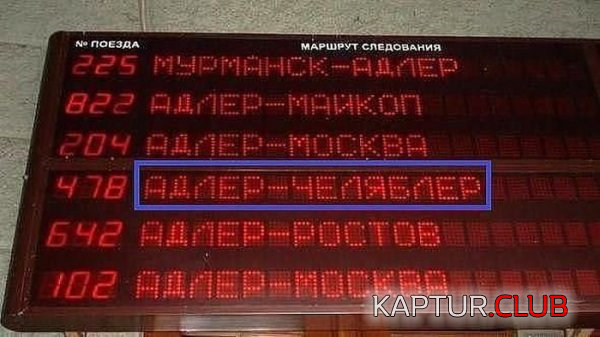 № ПОЕЗДА МАРШРУТ СЛЕДОВАНИЯ
225 МУРМАНСК-АДЛЕР
822 АДЛЕР-МАЙКОП
204 АДЛЕР-МОСКВА
478 АДЛЕР-ЧЕЛЯБЛЕР
642 АДЛЕР-РОСТОВ
102 АДЛЕР-МОСКВА
KAPTUR.CLUB